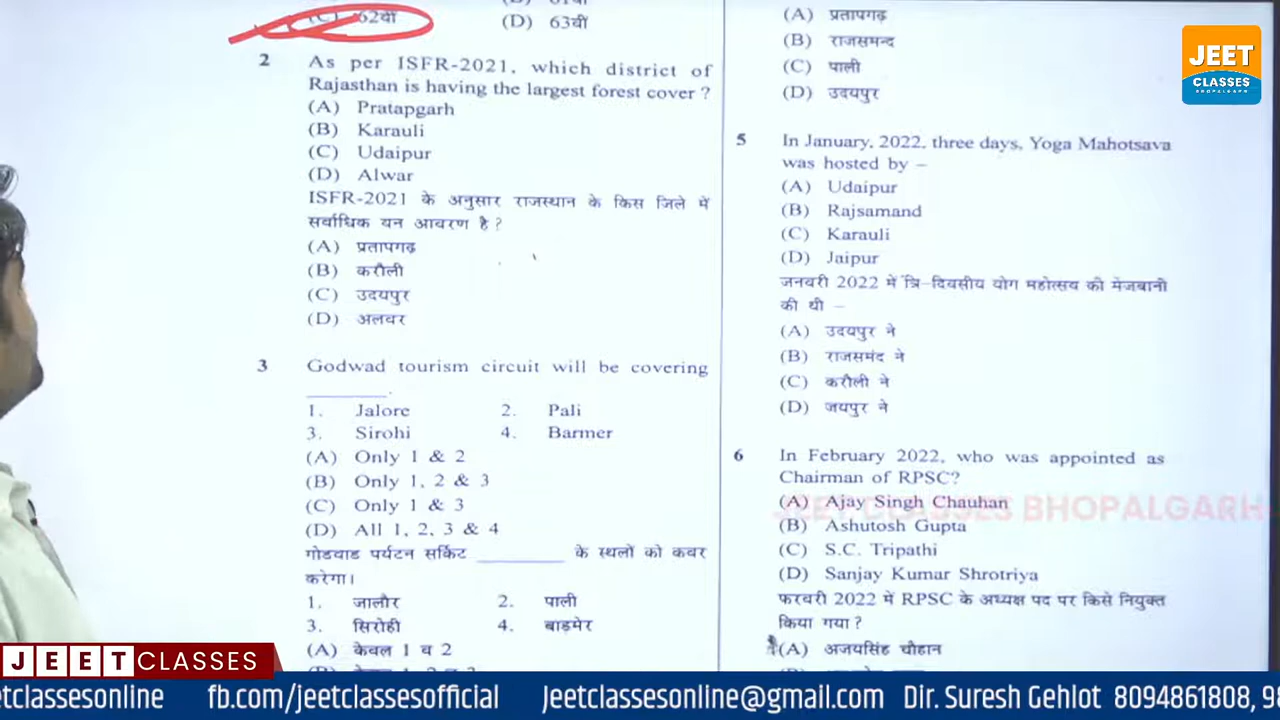 (C) 62वीं
(D) 63वीं
2 As per ISFR-2021, which district of
Rajasthan is having the largest forest cover ?
(A) Pratapgarh
(B) Karauli
(C) Udaipur
(D) Alwar
ISFR-2021 के अनुसार राजस्थान के किस जिले में
सर्वाधिक वन आवरण है ?
(A) प्रतापगढ़
(B) करौली
(C) उदयपुर
(D) अलवर
3 Godwad tourism circuit will be covering
________.
1. Jalore 2. Pali
3. Sirohi 4. Barmer
(A) Only 1 & 2
(B) Only 1, 2 & 3
(C) Only 1 & 3
(D) All 1, 2, 3 & 4
गोडवाड पर्यटन सर्किट ________ के स्थलों को कवर
करेगा।
1. जालौर 2. पाली
3. सिरोही 4. बाड़मेर
(A) केवल 1 व 2
(A) प्रतापगढ़
(B) राजसमन्द
(C) पाली
(D) उदयपुर
5 In January, 2022, three days, Yoga Mahotsava
was hosted by –
(A) Udaipur
(B) Rajsamand
(C) Karauli
(D) Jaipur
जनवरी 2022 में त्रि-दिवसीय योग महोत्सव की मेजबानी
की थी –
(A) उदयपुर ने
(B) राजसमंद ने
(C) करौली ने
(D) जयपुर ने
6 In February 2022, who was appointed as
Chairman of RPSC?
(A) Ajay Singh Chauhan
(B) Ashutosh Gupta
(C) S.C. Tripathi
(D) Sanjay Kumar Shrotriya
फरवरी 2022 में RPSC के अध्यक्ष पद पर किसे नियुक्त
किया गया ?
(A) अजयसिंह चौहान
JEET
CLASSES
BHOPALGARH
JEET CLASSES BHOPALGARH
JEET CLASSES
etclassesonline fb.com/jeetclassesofficial Jeetclassesonline@gmail.com Dir. Suresh Gehlot 8094861808, 98